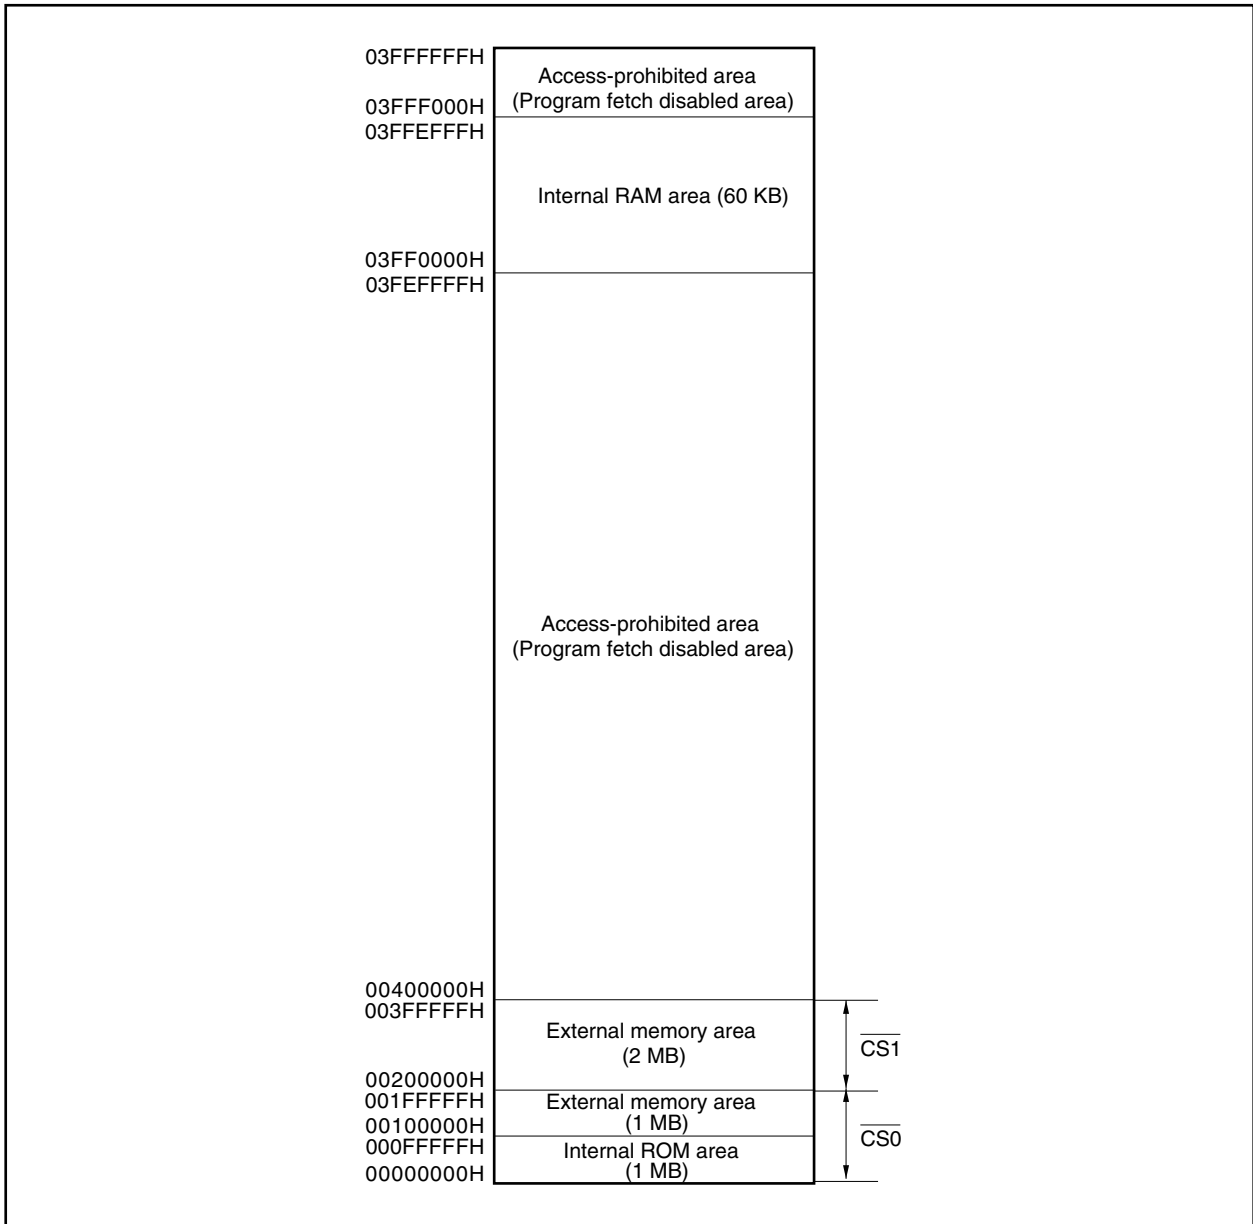 03FFFFFFH
Access-prohibited area
(Program fetch disabled area)
03FFF000H
03FFEFFFH
Internal RAM area (60 KB)
03FF0000H
03FEFFFFH
Access-prohibited area
(Program fetch disabled area)
00400000H
003FFFFFH
External memory area
(2 MB)
CS1
00200000H
001FFFFFH
External memory area
(1 MB)
00100000H
CS0
000FFFFFH
Internal ROM area
(1 MB)
00000000H